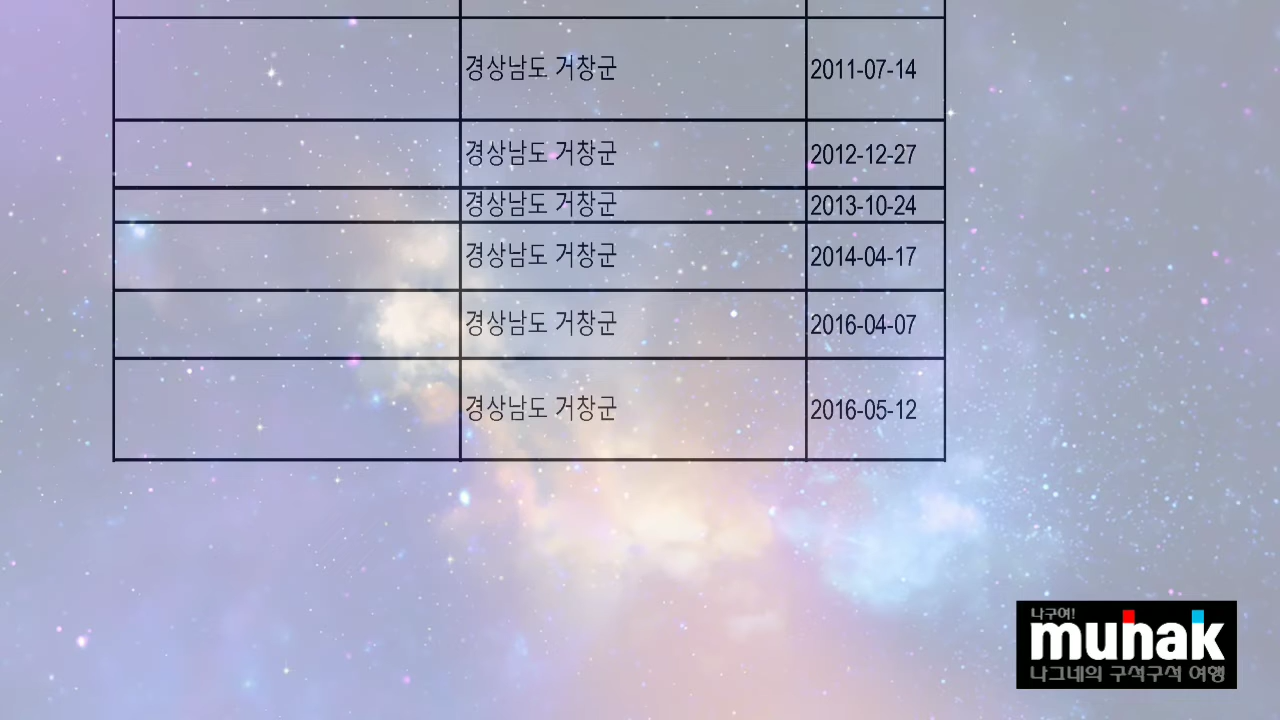 경상남도 거창군 2011-07-14
경상남도 거창군 2012-12-27
경상남도 거창군 2013-10-24
경상남도 거창군 2014-04-17
경상남도 거창군 2016-04-07
경상남도 거창군 2016-05-12
나구여!
munak
나그네의 구석구석 여행